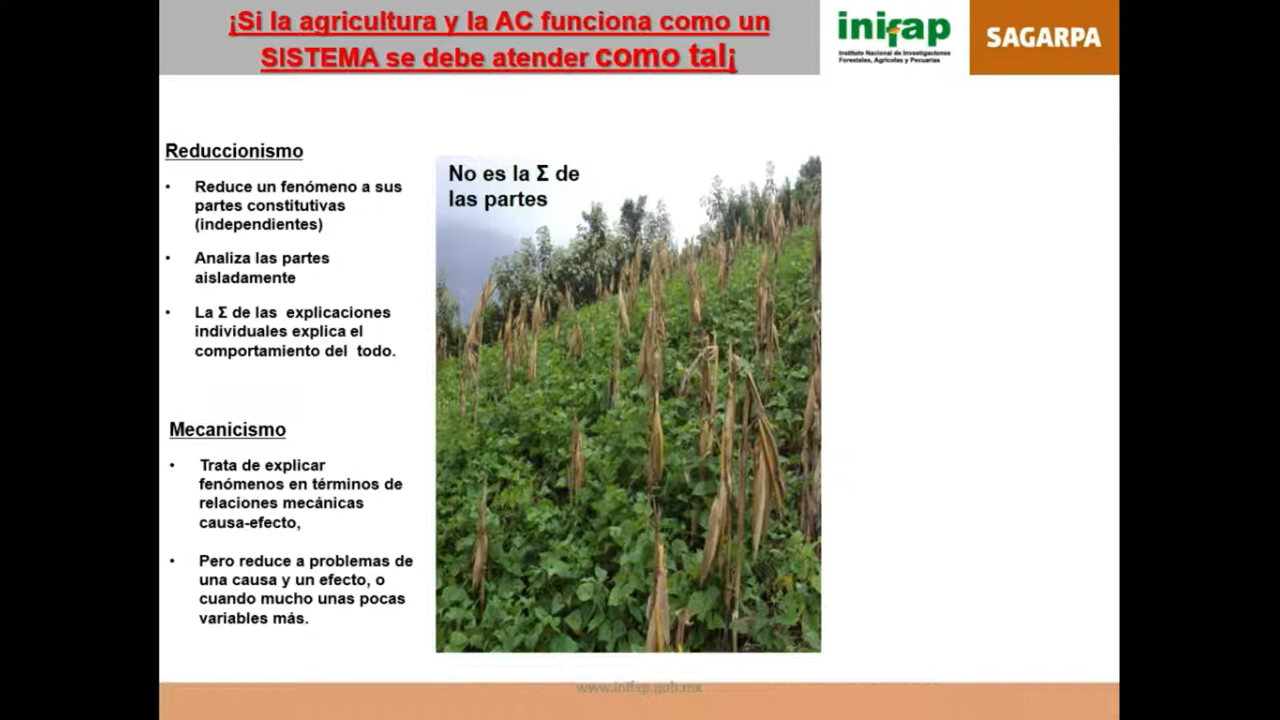 ¡Si la agricultura y la AC funciona como un
SISTEMA se debe atender como tal¡
inifap
Instituto Nacional de Investigaciones
Forestales, Agrícolas y Pecuarias
SAGARPA
Reduccionismo
• Reduce un fenómeno a sus
partes constitutivas
(independientes)
• Analiza las partes
aisladamente
• La Σ de las explicaciones
individuales explica el
comportamiento del todo.
Mecanicismo
• Trata de explicar
fenómenos en términos de
relaciones mecánicas
causa-efecto,
• Pero reduce a problemas de
una causa y un efecto, o
cuando mucho unas pocas
variables más.
No es la Σ de
las partes
www.inifap.gob.mx